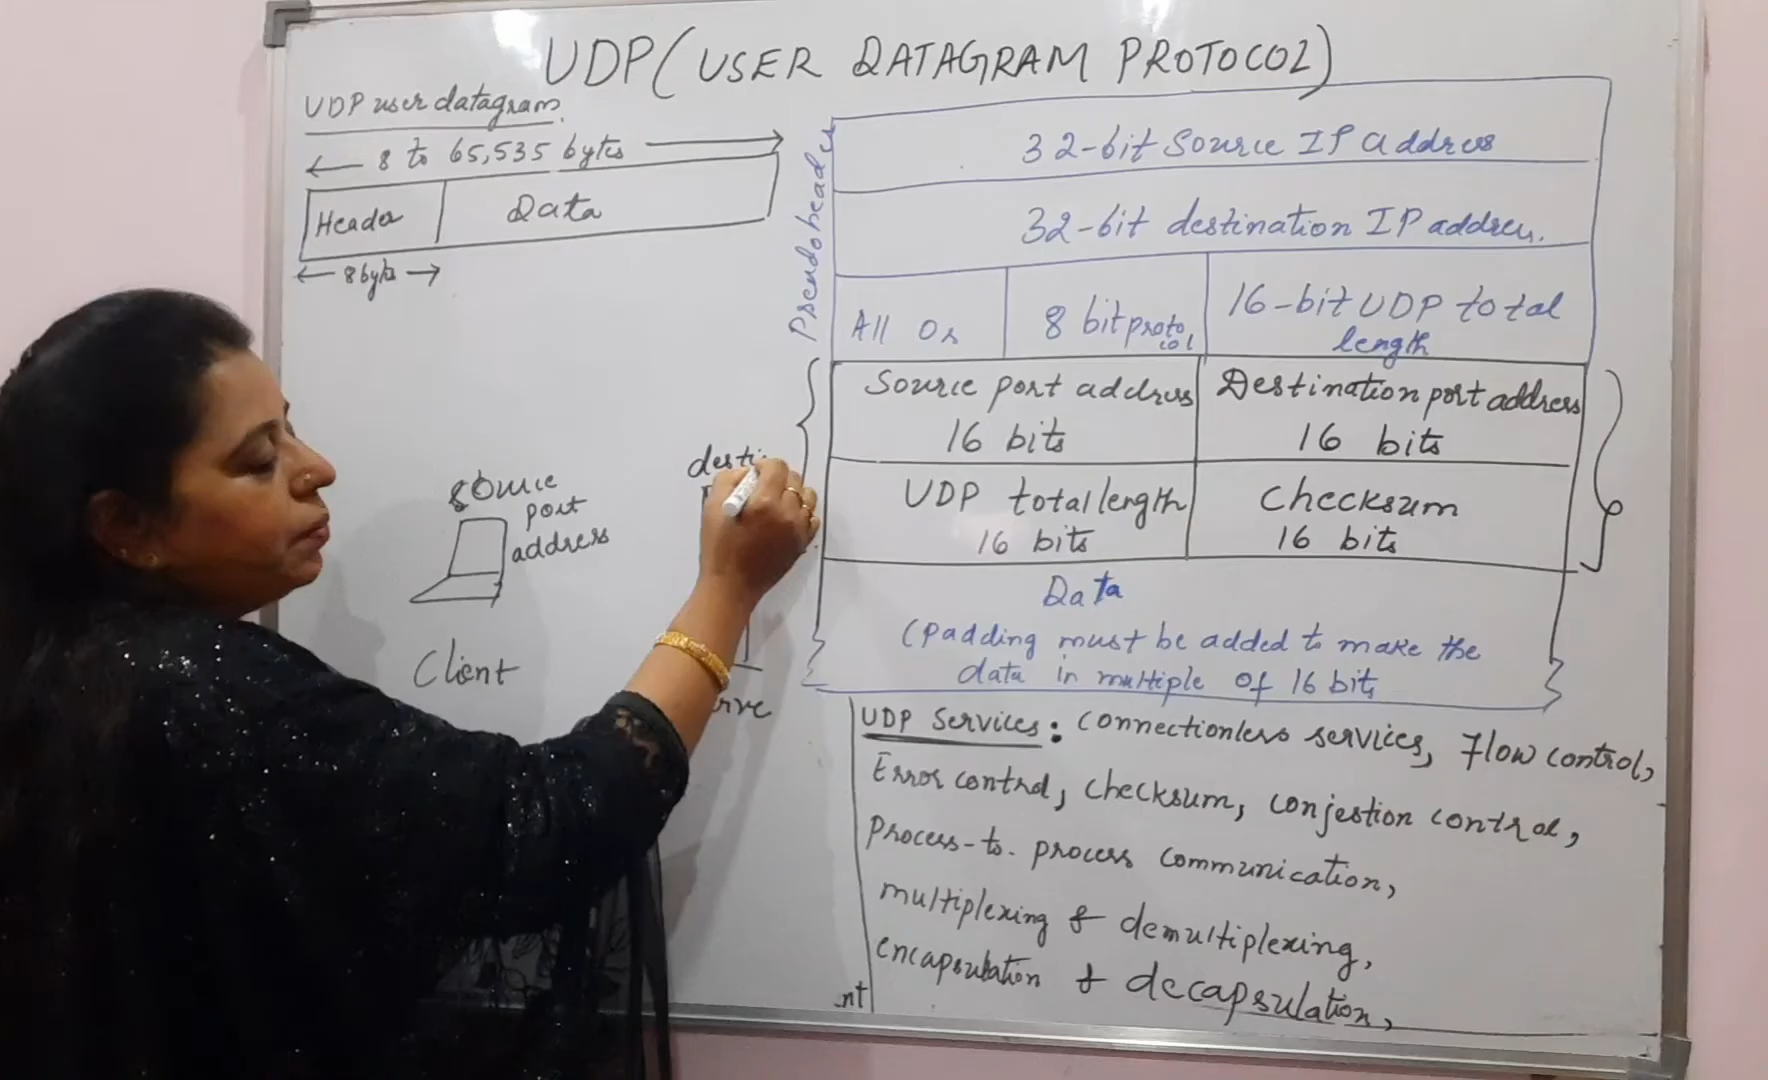 UDP (USER DATAGRAM PROTOCOL)
UDP user datagram.
8 to 65,535 bytes
Header
Data
8 bytes
Pseudoheader
32-bit Source IP address
32-bit destination IP address.
All 0s
8 bit protocol
16-bit UDP total
length
Source port address
16 bits
Destination port address
16 bits
UDP total length
16 bits
Checksum
16 bits
Data
(Padding must be added to make the
data in multiple of 16 bits
source
port
address
Client
desti
UDP Services: Connectionless services, Flow control,
Error control, checksum, conjestion control,
Process-to-process communication,
multiplexing & demultiplexing,
encapsulation & decapsulation,